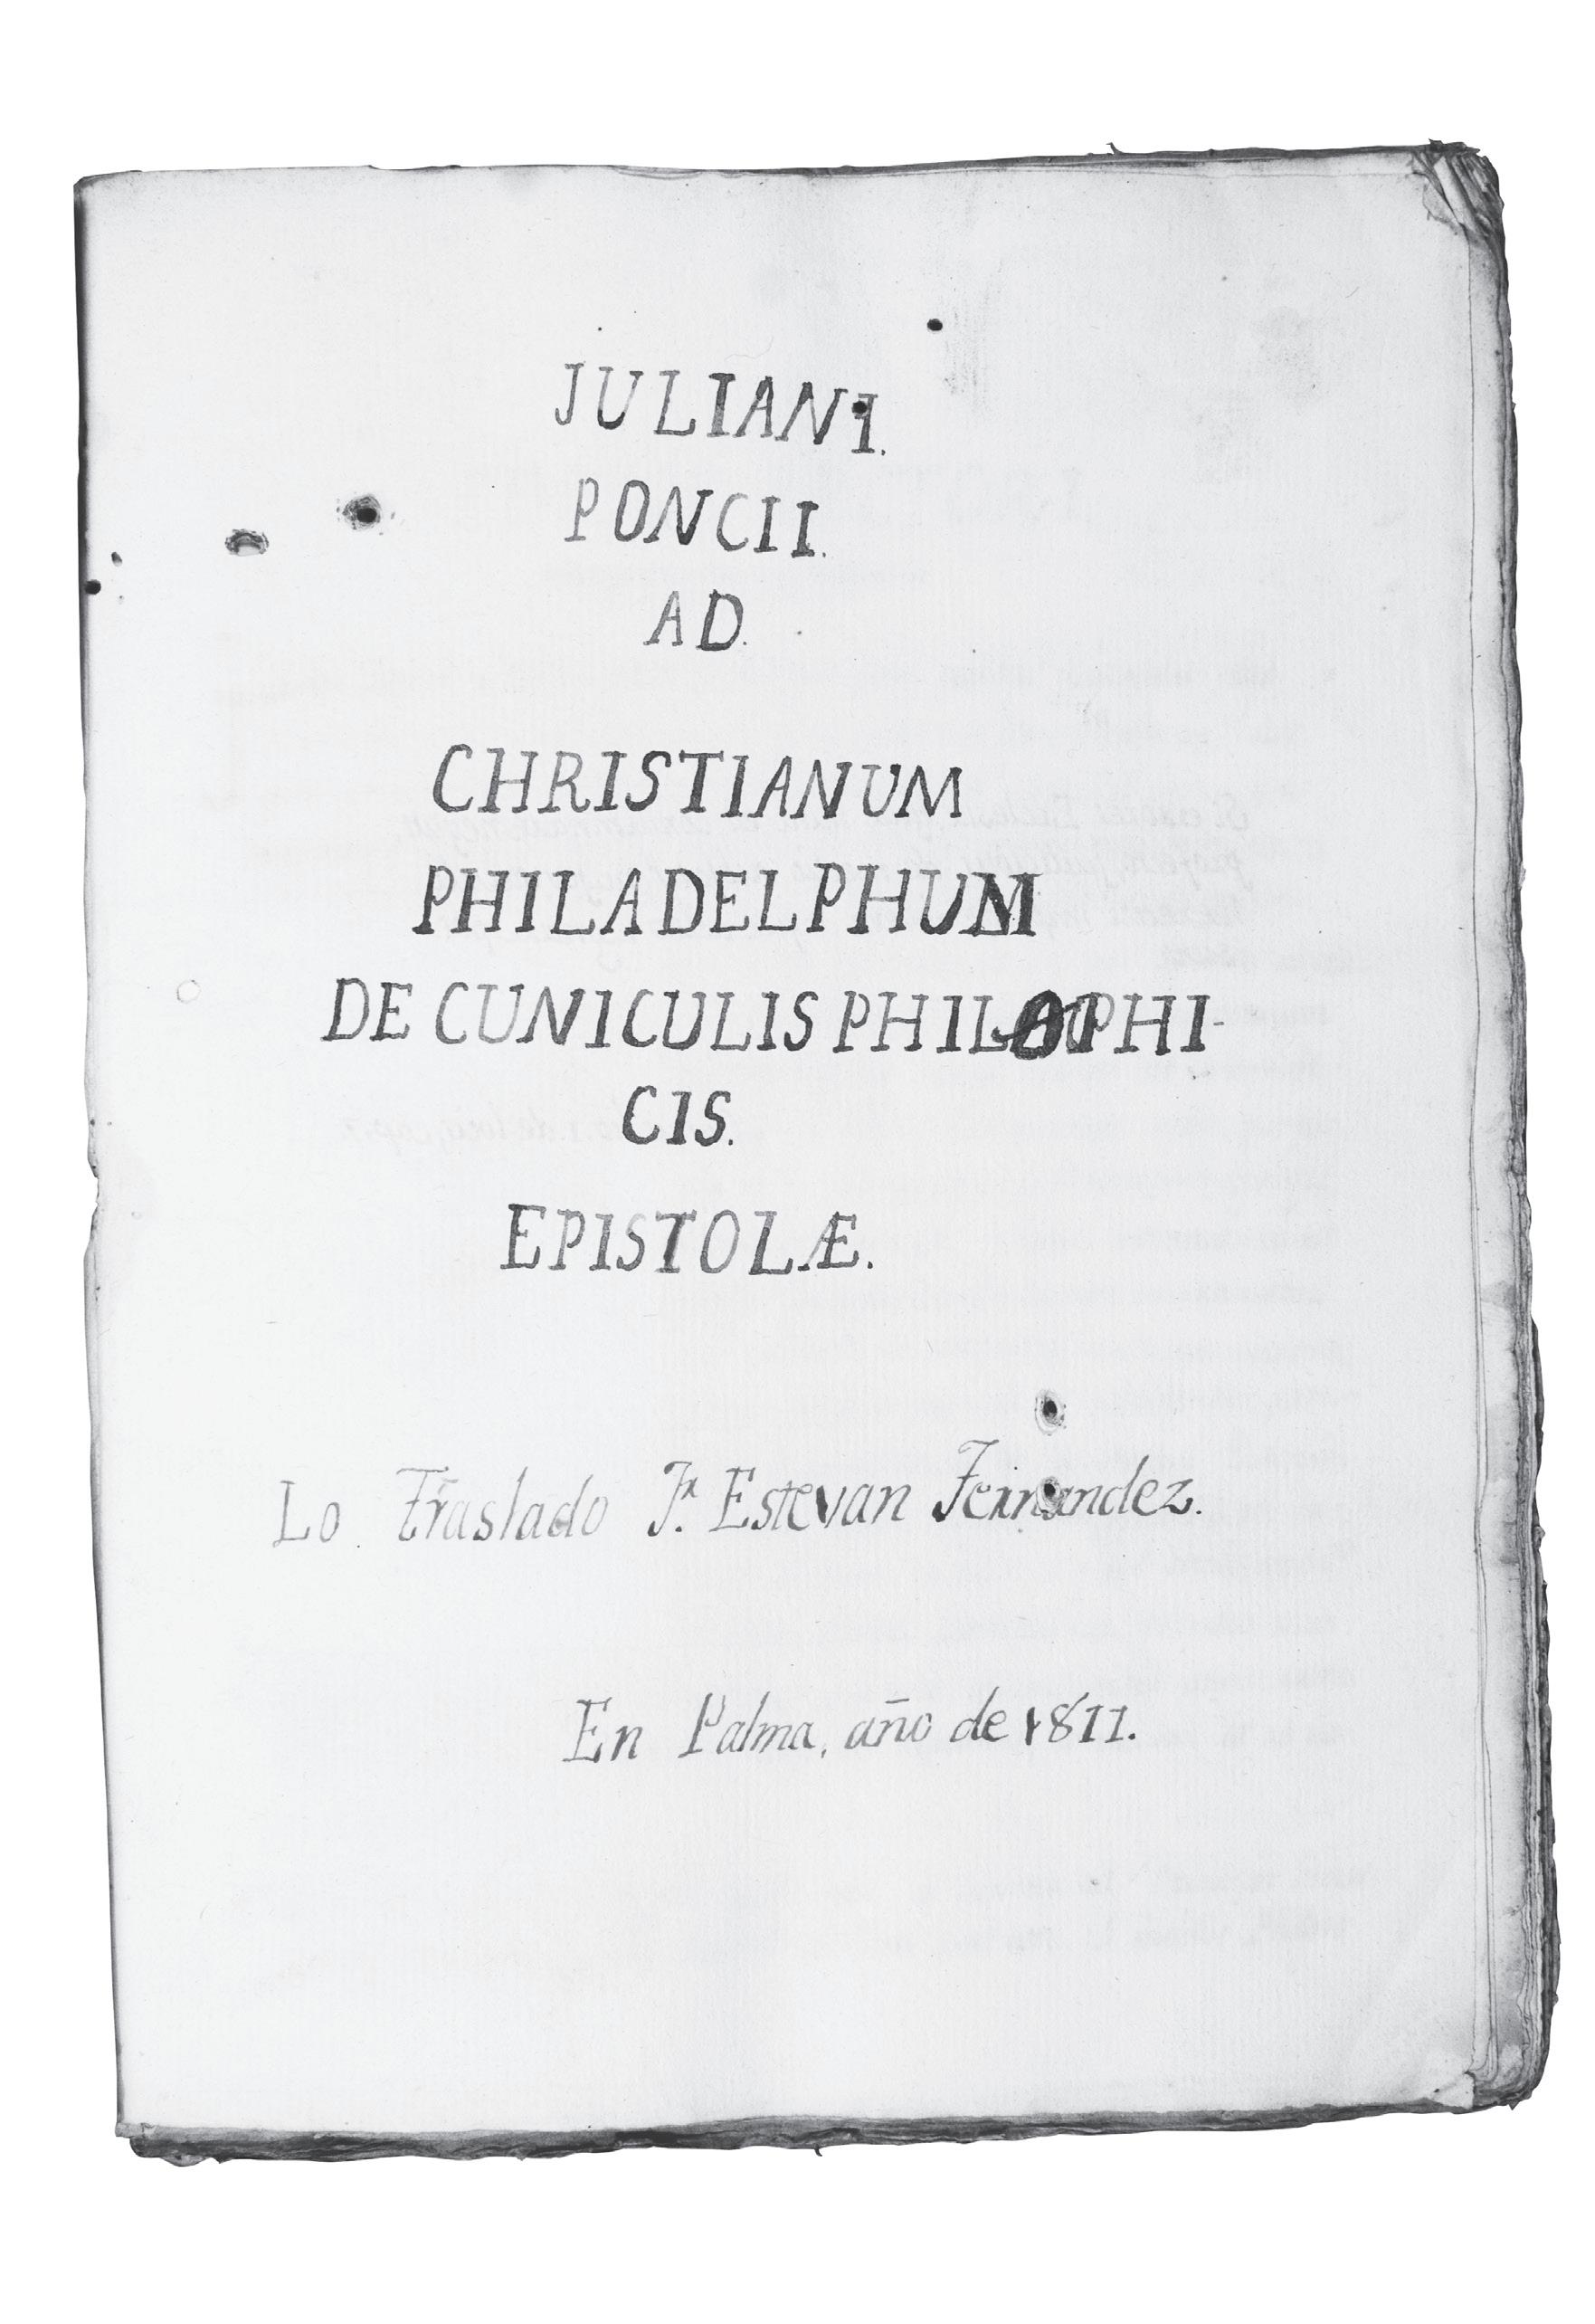 JULIANI.
PONCII.
AD.
CHRISTIANUM
PHILADELPHUM
DE CUNICULIS PHILOPHI-
CIS.
EPISTOLÆ.
Lo Traslado Fr. Estevan Fernandez.
En Palma, año de 1811.